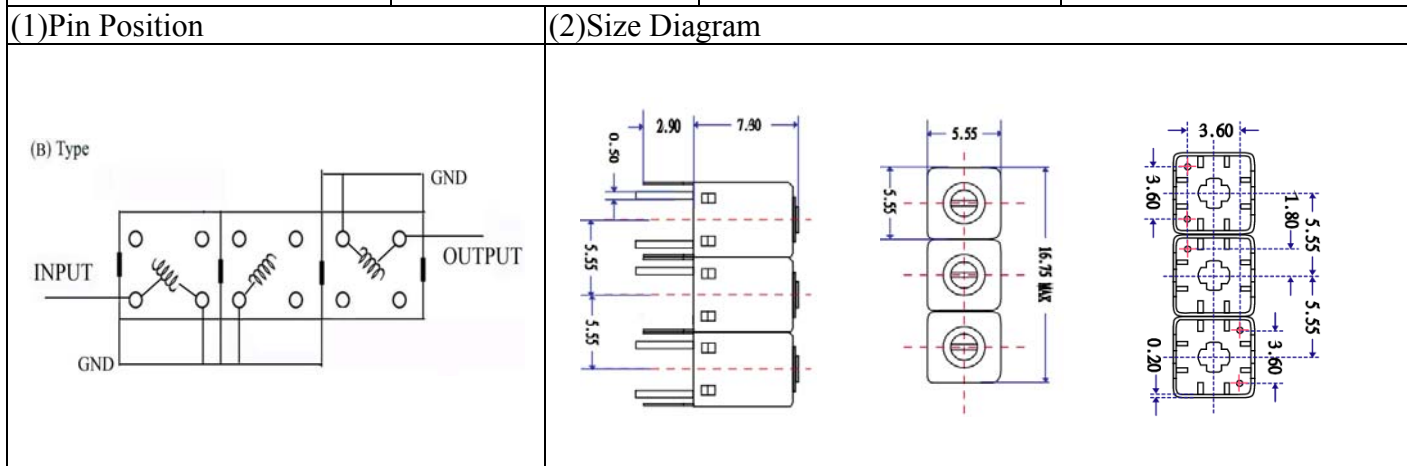 (1)Pin Position
(2)Size Diagram
(B) Type
GND
INPUT
OUTPUT
GND
2.90
7.30
0.50
5.55
5.55
5.55
5.55
16.75 MAX
3.60
3.60
1.80
5.55
5.55
3.60
0.20